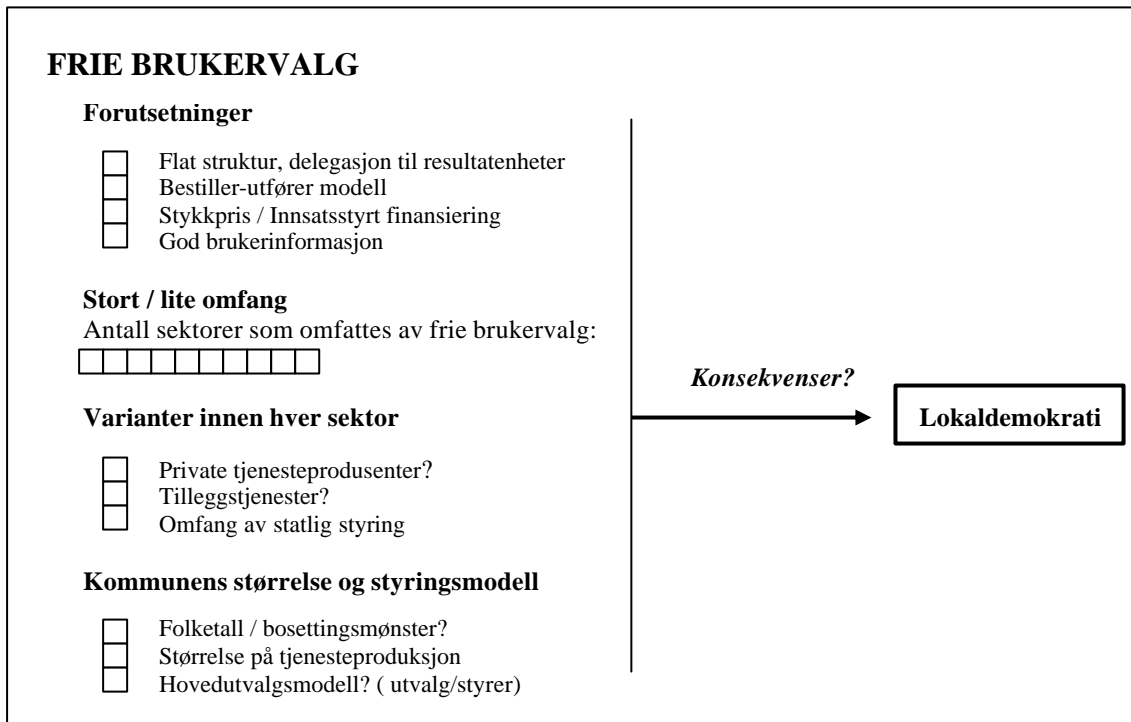 FRIE BRUKERVALG
Forutsetninger
Flat struktur, delegasjon til resultatenheter
Bestiller-utfører modell
Stykkpris / Innsatsstyrt finansiering
God brukerinformasjon
Stort / lite omfang
Antall sektorer som omfattes av frie brukervalg:
Varianter innen hver sektor
Private tjenesteprodusenter?
Tilleggstjenester?
Omfang av statlig styring
Kommunens størrelse og styringsmodell
Folketall / bosettingsmønster?
Størrelse på tjenesteproduksjon
Hovedutvalgsmodell? ( utvalg/styrer)
Konsekvenser?
Lokaldemokrati